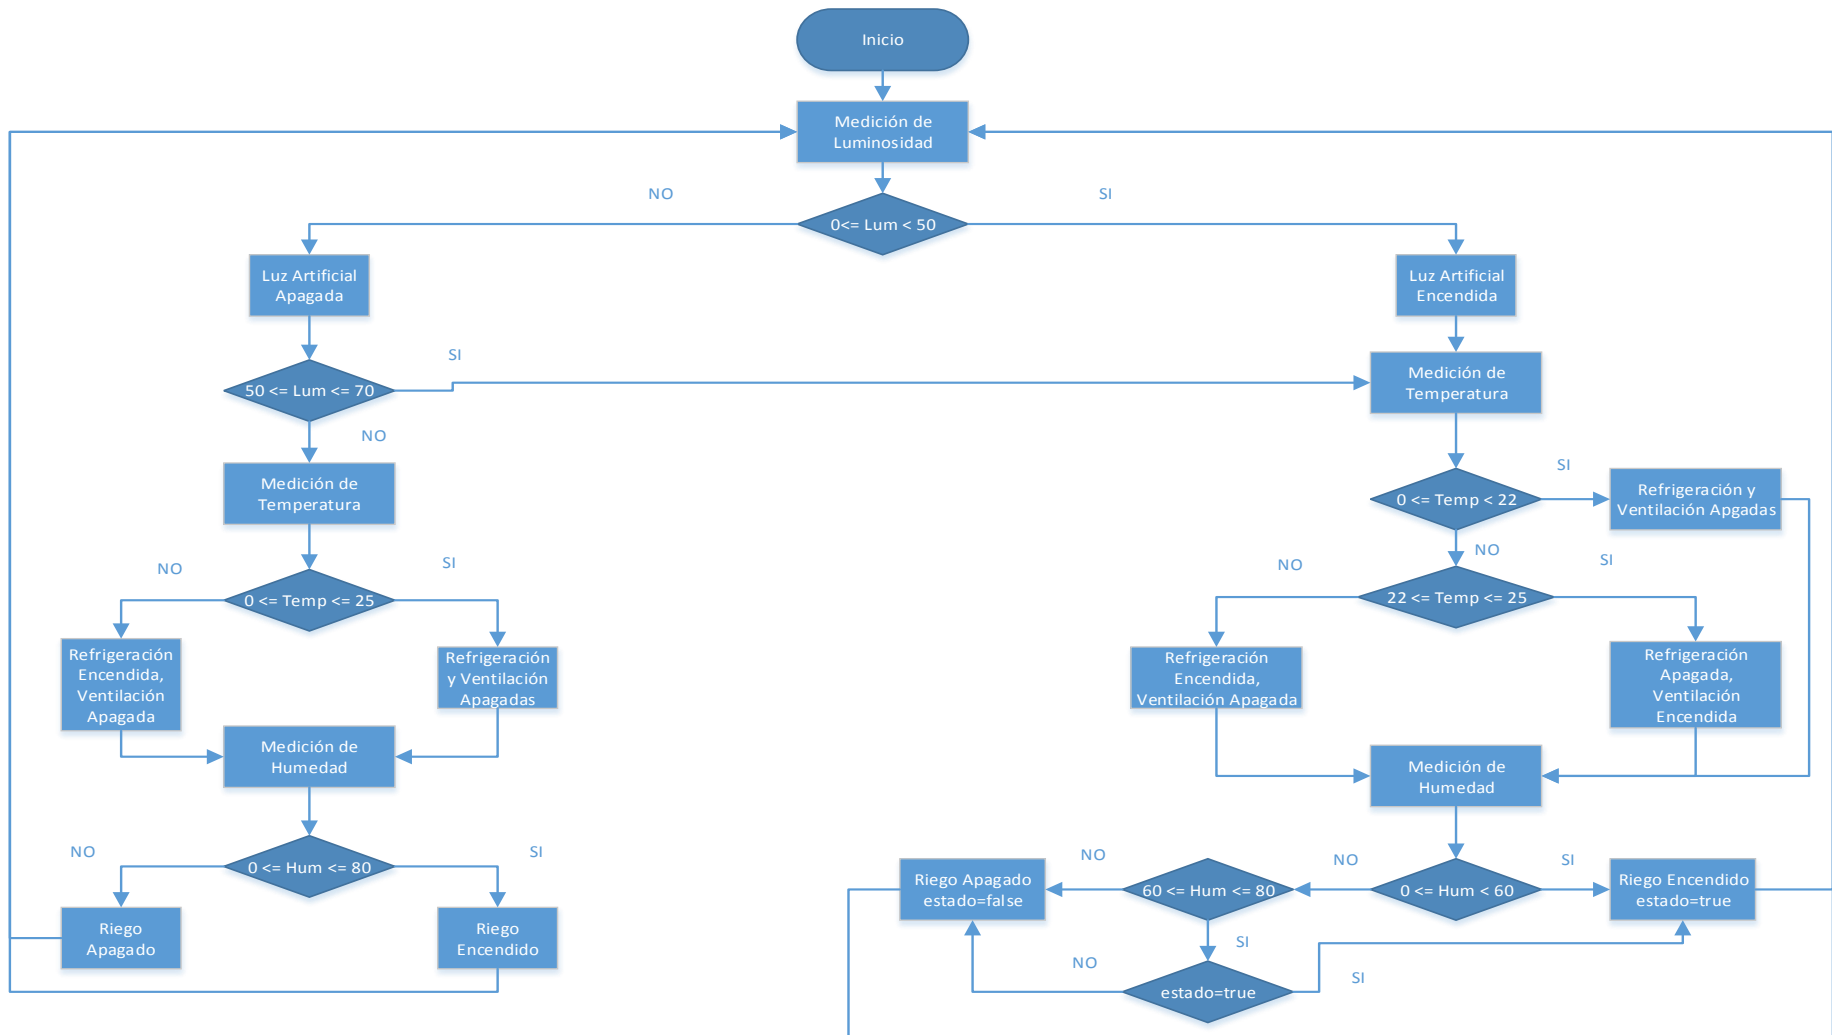 Inicio
Medición de
Luminosidad
NO
SI
0<= Lum < 50
Luz Artificial
Apagada
Luz Artificial
Encendida
SI
50 <= Lum <= 70
Medición de
Temperatura
NO
Medición de
Temperatura
SI
0 <= Temp < 22
Refrigeración y
Ventilación Apgadas
NO
NO
SI
NO
SI
0 <= Temp <= 25
22 <= Temp <= 25
Refrigeración
Encendida,
Ventilación
Apagada
Refrigeración
y Ventilación
Apagadas
Refrigeración
Encendida,
Ventilación Apagada
Refrigeración
Apagada,
Ventilación
Encendida
Medición de
Humedad
Medición de
Humedad
NO
SI
0 <= Hum <= 80
NO
NO
SI
Riego Apagado
estado=false
60 <= Hum <= 80
0 <= Hum < 60
Riego Encendido
estado=true
Riego
Apagado
Riego
Encendido
SI
NO
SI
estado=true